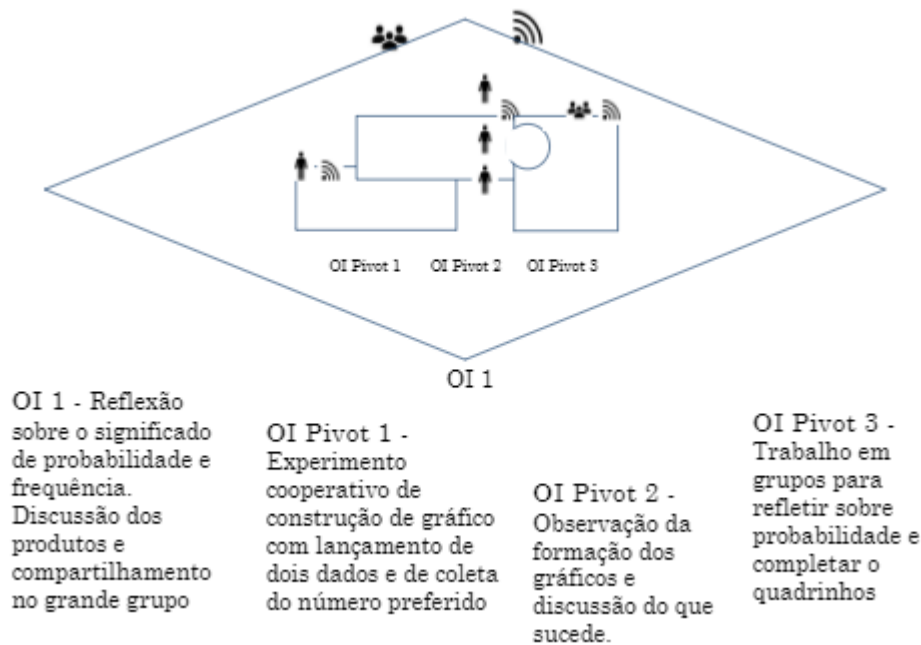 OI Pivot 1
OI Pivot 2
OI Pivot 3
OI 1
OI 1 - Reflexão
sobre o significado
de probabilidade e
frequência.
Discussão dos
produtos e
compartilhamento
no grande grupo
OI Pivot 1 -
Experimento
cooperativo de
construção de gráfico
com lançamento de
dois dados e de coleta
do número preferido
OI Pivot 2 -
Observação da
formação dos
gráficos e
discussão do que
sucede.
OI Pivot 3 -
Trabalho em
grupos para
refletir sobre
probabilidade e
completar o
quadrinhos